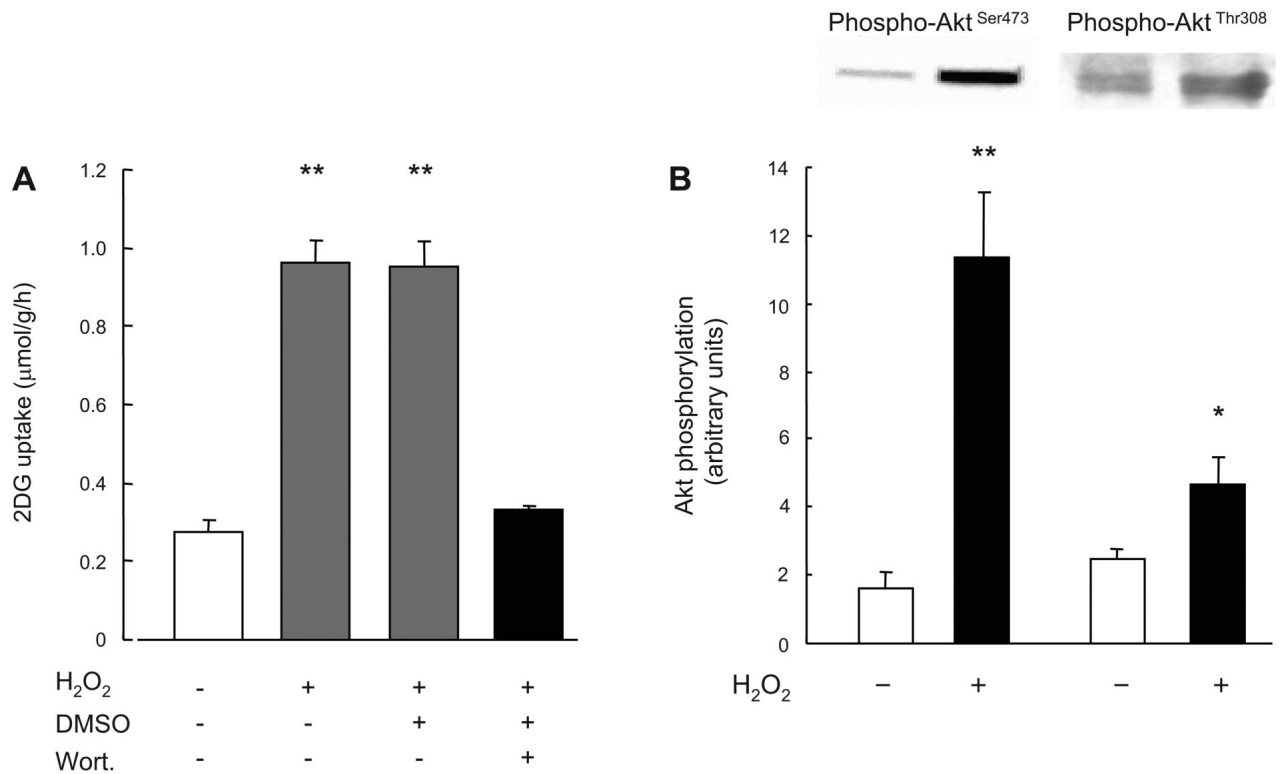 Phospho-Akt Ser473 Phospho-Akt Thr308
A
1.2
1.0
0.8
0.6
0.4
0.2
0
2DG uptake (μmol/g/h)
** **
H₂O₂ - + + +
DMSO - - + +
Wort. - - - +
B
14
12
10
8
6
4
2
0
Akt phosphorylation
(arbitrary units)
**
*
H₂O₂ – + – +